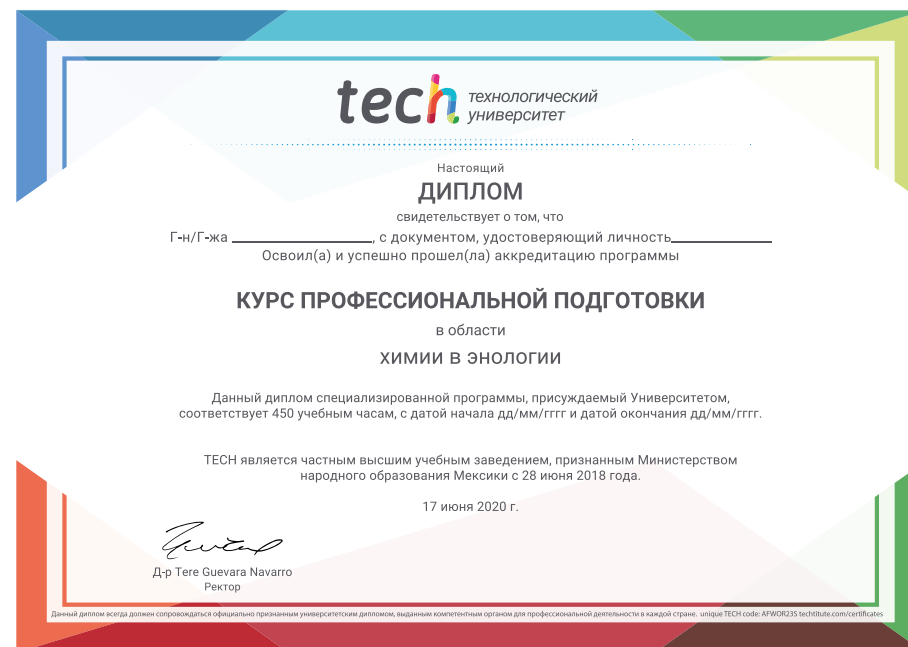 tech технологический
университет
Настоящий
ДИПЛОМ
свидетельствует о том, что
Г-н/Г-жа ____________________, с документом, удостоверяющий личность______________
Освоил(а) и успешно прошел(ла) аккредитацию программы
КУРС ПРОФЕССИОНАЛЬНОЙ ПОДГОТОВКИ
в области
ХИМИИ В ЭНОЛОГИИ
Данный диплом специализированной программы, присуждаемый Университетом,
соответствует 450 учебным часам, с датой начала дд/мм/гггг и датой окончания дд/мм/гггг.
TECH является частным высшим учебным заведением, признанным Министерством
народного образования Мексики с 28 июня 2018 года.
17 июня 2020 г.
Д-р Tere Guevara Navarro
Ректор
Данный диплом всегда должен сопровождаться официально признанным университетским дипломом, выданным компетентным органом для профессиональной деятельности в каждой стране. unique TECH code: AFWOR23S techtitute.com/certificates